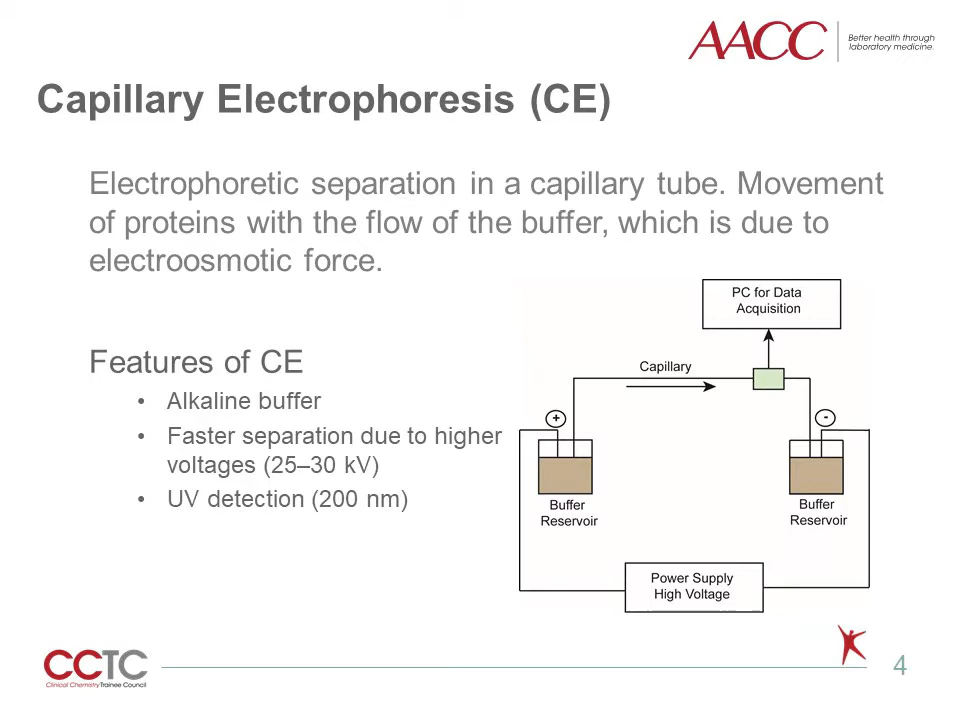 AACC
Better health through
laboratory medicine.
Capillary Electrophoresis (CE)
Electrophoretic separation in a capillary tube. Movement
of proteins with the flow of the buffer, which is due to
electroosmotic force.
Features of CE
• Alkaline buffer
• Faster separation due to higher
voltages (25–30 kV)
• UV detection (200 nm)
PC for Data
Acquisition
Capillary
+
-
Buffer
Reservoir
Buffer
Reservoir
Power Supply
High Voltage
CCTC
Clinical Chemistry Trainee Council
4